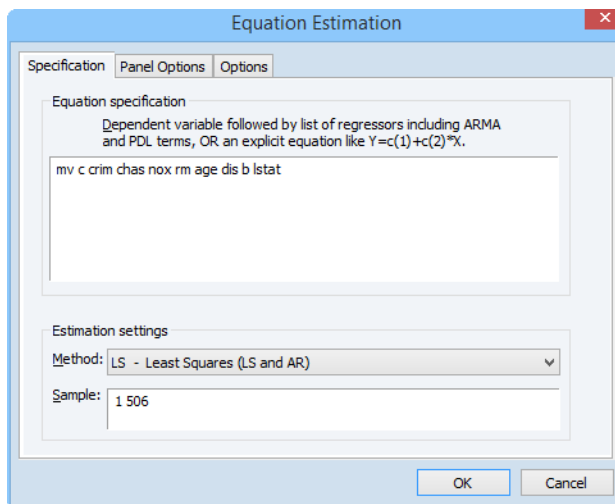 Equation Estimation
Specification Panel Options Options
Equation specification
Dependent variable followed by list of regressors including ARMA
and PDL terms, OR an explicit equation like Y=c(1)+c(2)*X.
mv c crim chas nox rm age dis b lstat
Estimation settings
Method: LS - Least Squares (LS and AR)
Sample: 1 506
OK Cancel